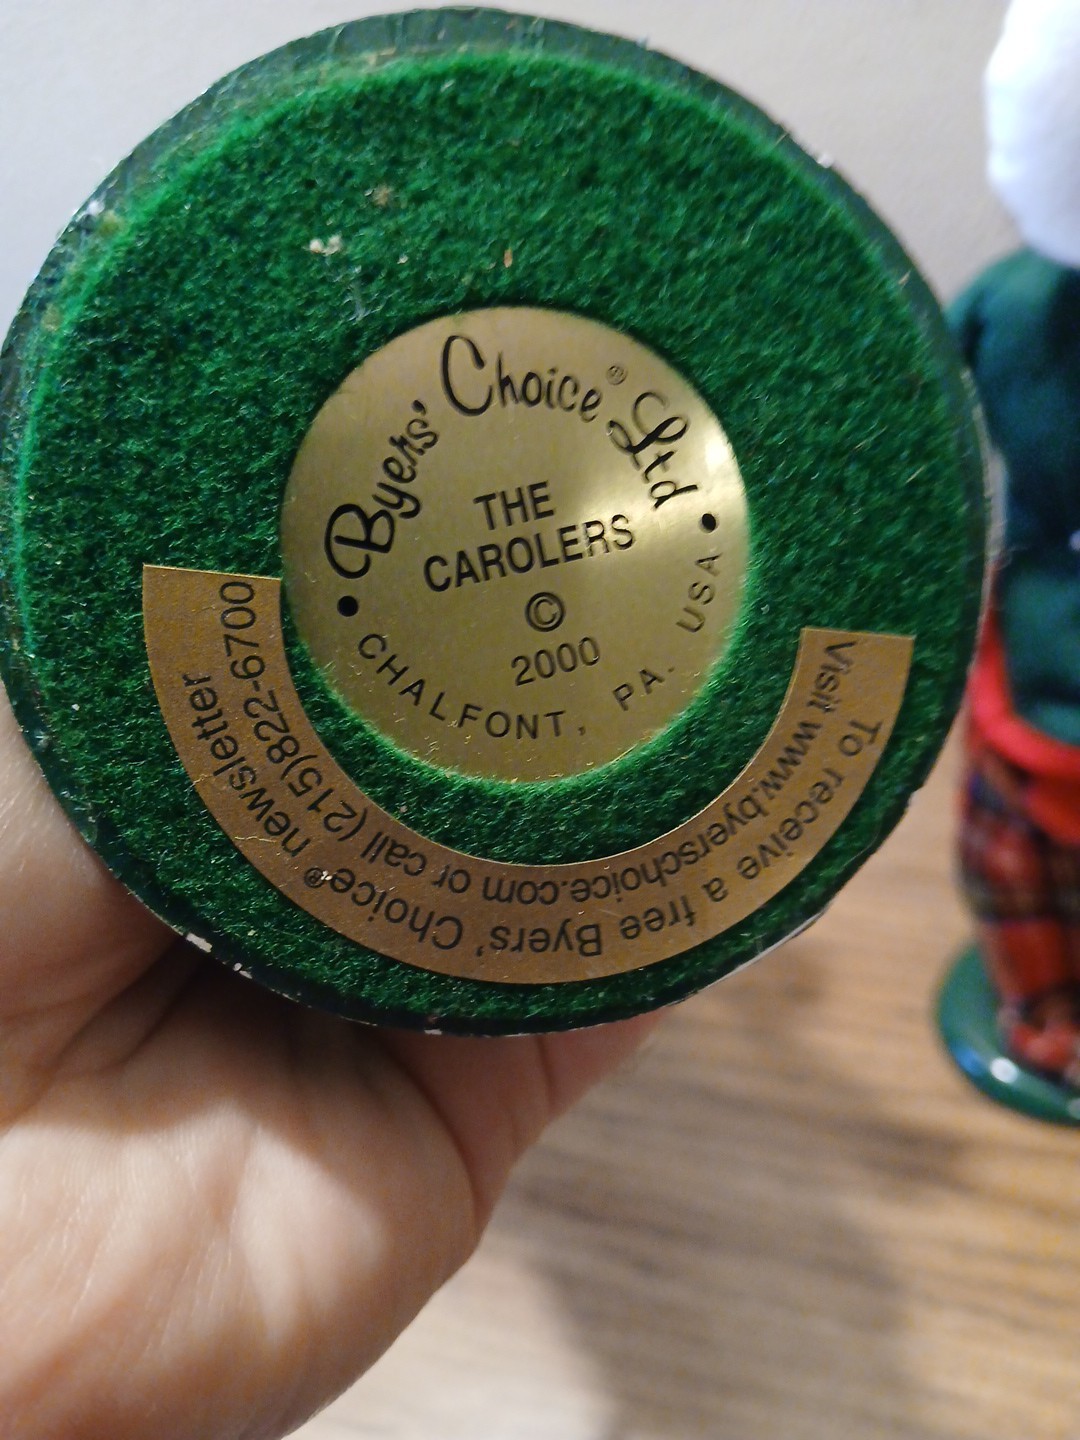 Byers' Choice® Ltd
THE
CAROLERS
©
2000
• CHALFONT, PA. USA •
To receive a free Byers' Choice® newsletter
Visit www.byerschoice.com or call (215)822-6700